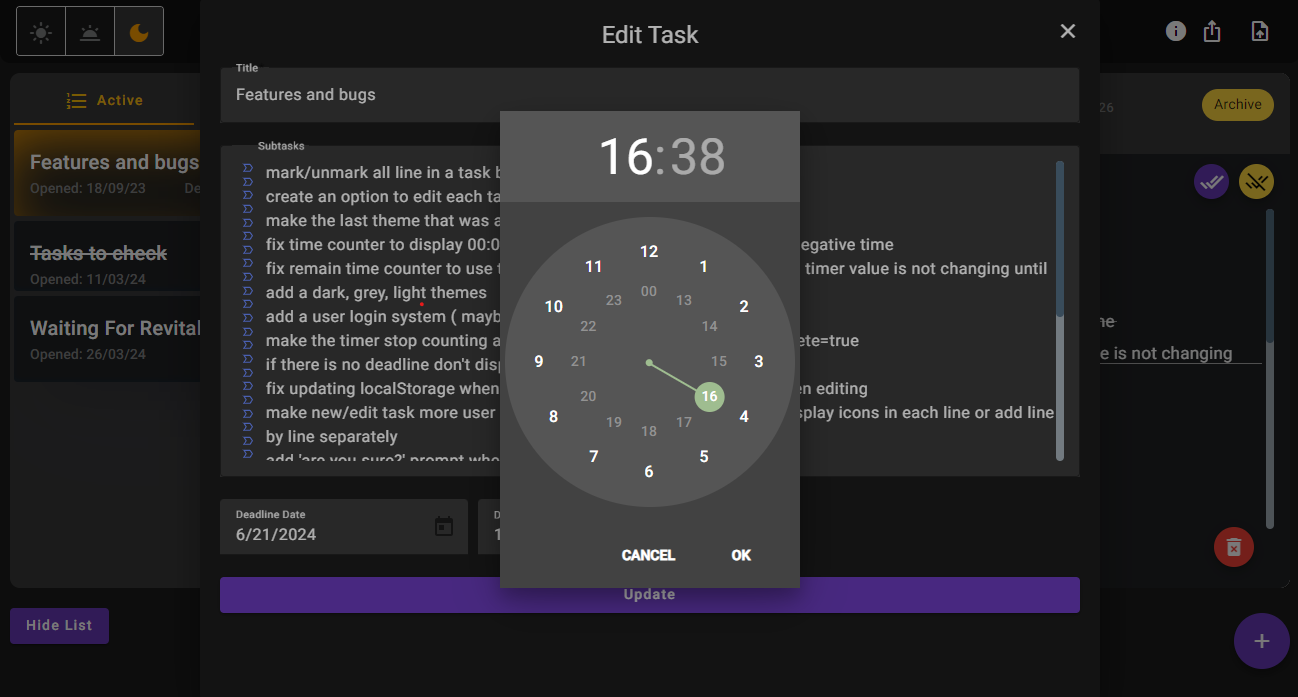 Edit Task
Active
Features and bugs
Opened: 18/09/23 De
Tasks to check
Opened: 11/03/24
Waiting For Revital
Opened: 26/03/24
Hide List
Title
Features and bugs
Subtasks
mark/unmark all line in a task b
create an option to edit each ta
make the last theme that was a
fix time counter to display 00:0 egative time
fix remain time counter to use t timer value is not changing until
add a dark, grey, light themes
add a user login system ( mayb
make the timer stop counting a ete=true
if there is no deadline don't disp
fix updating localStorage when en editing
make new/edit task more user splay icons in each line or add line
by line separately
add 'are you sure?' prompt whe
Deadline Date
6/21/2024
D
1
Update
16:38
12
11 1
00
23 13
10 2
22 14
9 21 15 3
20 16
8 4
19 17
18
7 5
6
CANCEL OK
26
Archive
ne
e is not changing
+